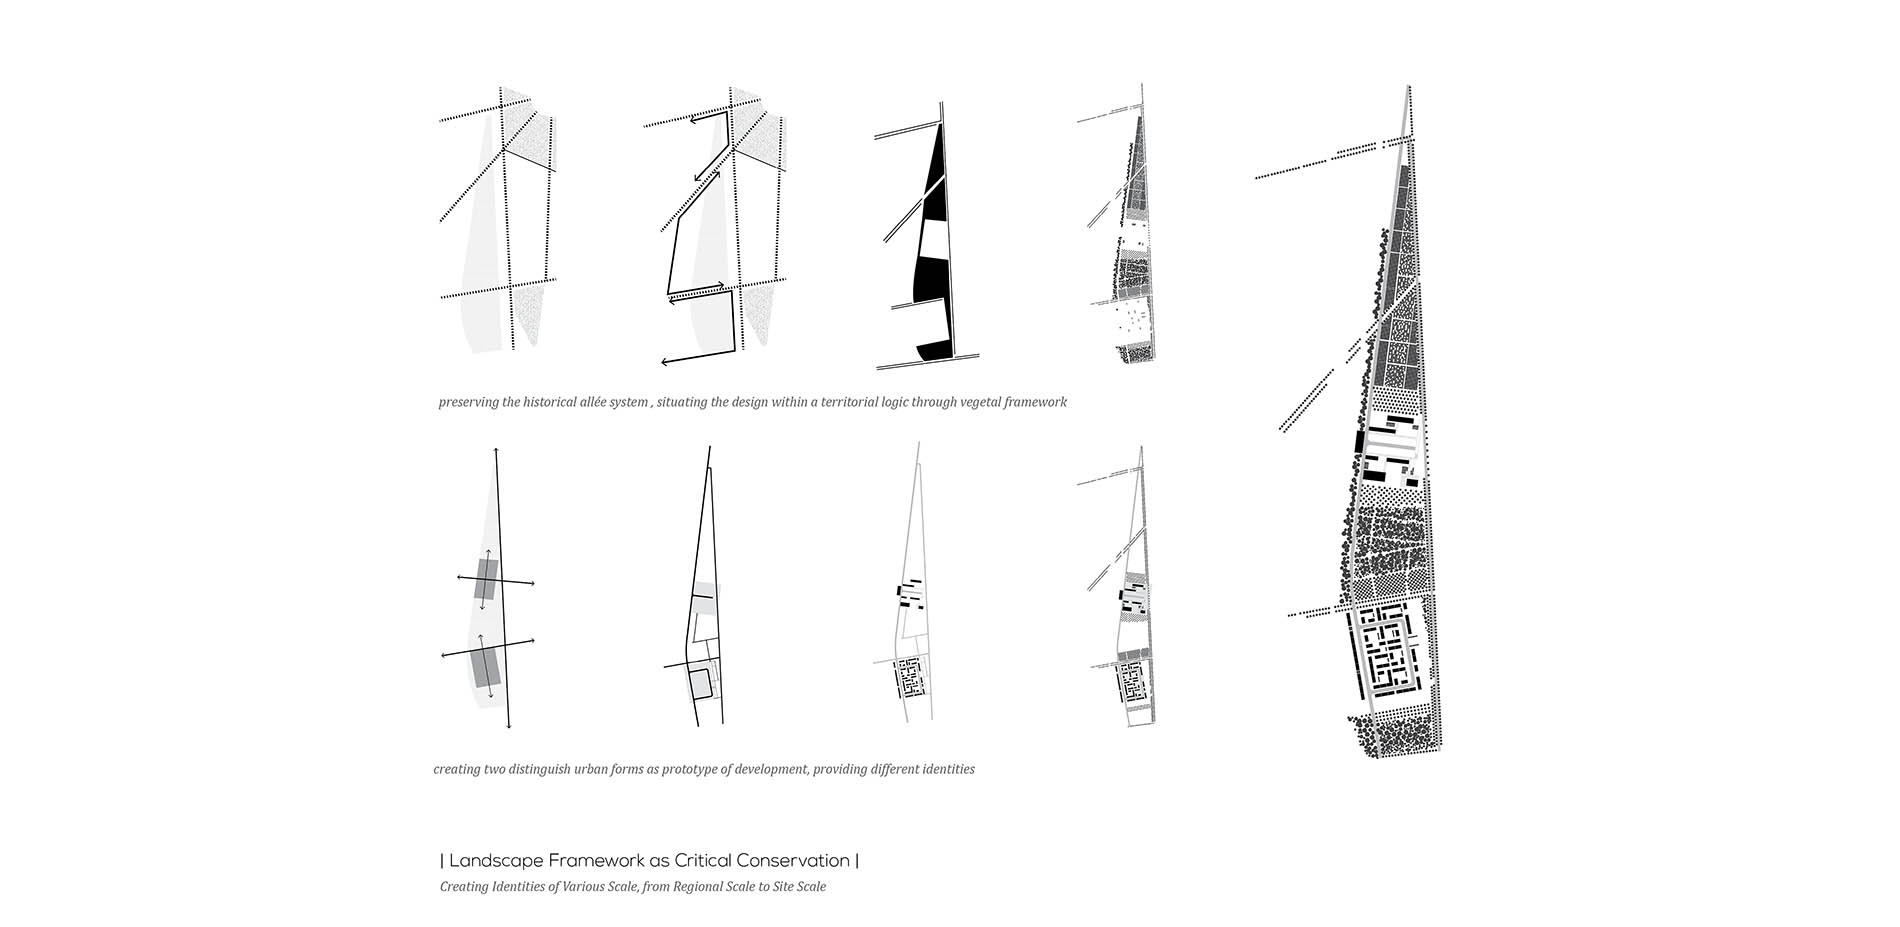 preserving the historical allée system , situating the design within a territorial logic through vegetal framework
creating two distinguish urban forms as prototype of development, providing different identities
| Landscape Framework as Critical Conservation |
Creating Identities of Various Scale, from Regional Scale to Site Scale